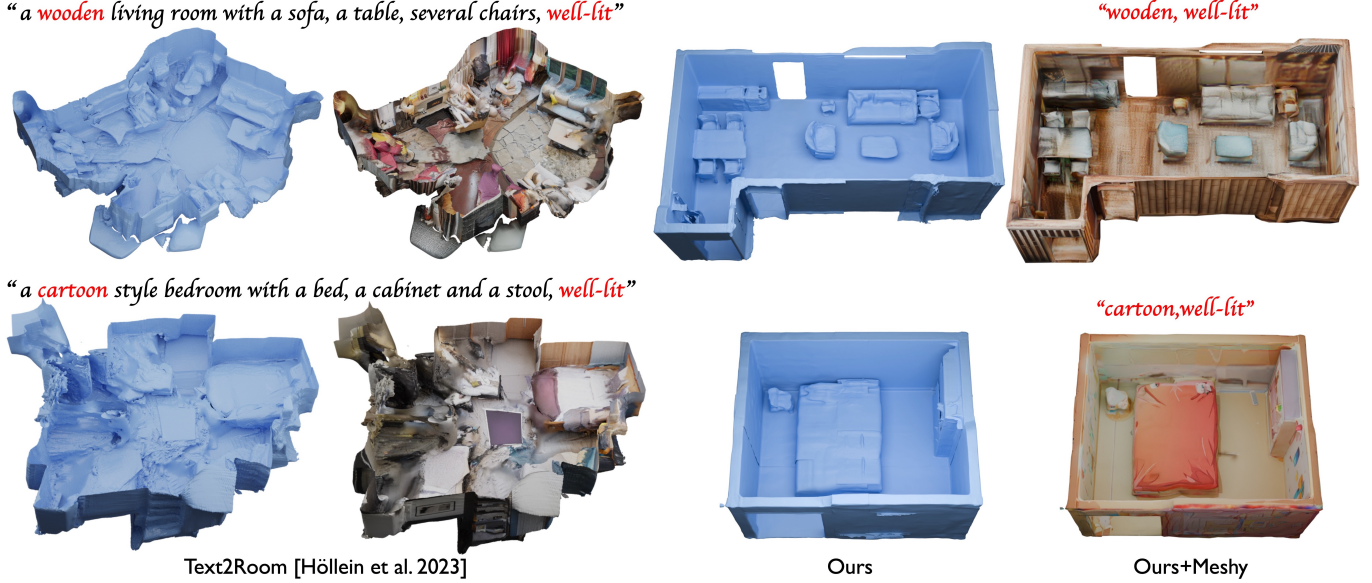 “ a wooden living room with a sofa, a table, several chairs, well-lit”
“wooden, well-lit”
“ a cartoon style bedroom with a bed, a cabinet and a stool, well-lit”
“cartoon,well-lit”
Text2Room [Höllein et al. 2023]
Ours
Ours+Meshy